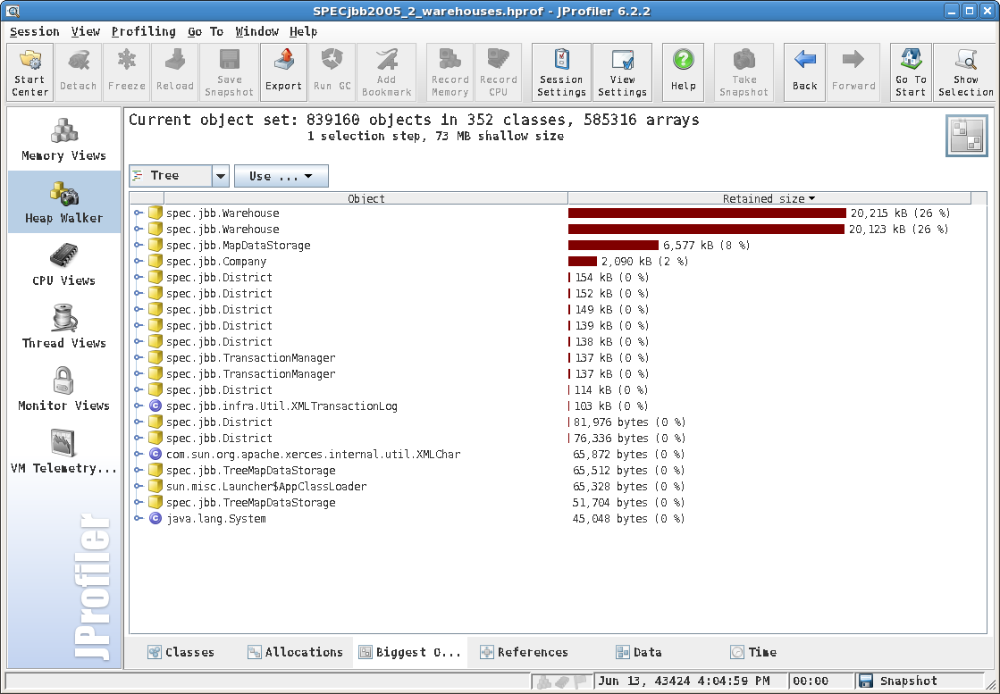 SPECjbb2005_2_warehouses.hprof - JProfiler 6.2.2
Session View Profiling Go To Window Help
Start Center
Detach
Freeze
Reload
Save Snapshot
Export
Run GC
Add Bookmark
Record Memory
Record CPU
Session Settings
View Settings
Help
Take Snapshot
Back
Forward
Go To Start
Show Selection
Memory Views
Heap Walker
CPU Views
Thread Views
Monitor Views
VM Telemetry...
JProfiler
Current object set: 839160 objects in 352 classes, 585316 arrays
1 selection step, 73 MB shallow size
Tree Use ...
Object Retained size
spec.jbb.Warehouse 20,215 kB (26 %)
spec.jbb.Warehouse 20,123 kB (26 %)
spec.jbb.MapDataStorage 6,577 kB (8 %)
spec.jbb.Company 2,090 kB (2 %)
spec.jbb.District 154 kB (0 %)
spec.jbb.District 152 kB (0 %)
spec.jbb.District 149 kB (0 %)
spec.jbb.District 139 kB (0 %)
spec.jbb.District 138 kB (0 %)
spec.jbb.TransactionManager 137 kB (0 %)
spec.jbb.TransactionManager 137 kB (0 %)
spec.jbb.District 114 kB (0 %)
spec.jbb.infra.Util.XMLTransactionLog 103 kB (0 %)
spec.jbb.District 81,976 bytes (0 %)
spec.jbb.District 76,336 bytes (0 %)
com.sun.org.apache.xerces.internal.util.XMLChar 65,872 bytes (0 %)
spec.jbb.TreeMapDataStorage 65,512 bytes (0 %)
sun.misc.Launcher$AppClassLoader 65,328 bytes (0 %)
spec.jbb.TreeMapDataStorage 51,704 bytes (0 %)
java.lang.System 45,048 bytes (0 %)
Classes Allocations Biggest O... References Data Time
Jun 13, 43424 4:04:59 PM 00:00 Snapshot